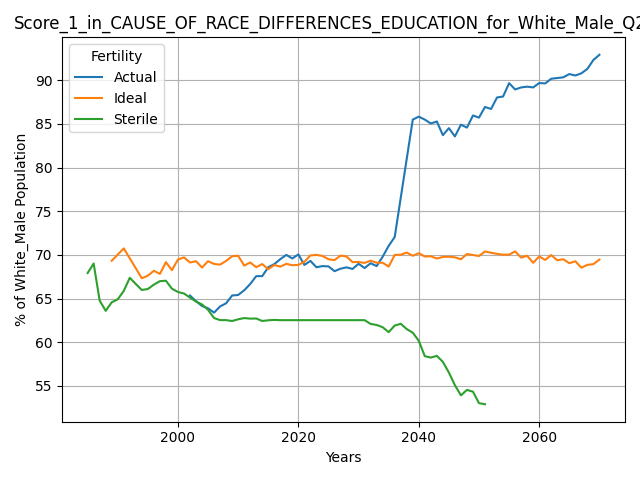 Score_1_in_CAUSE_OF_RACE_DIFFERENCES_EDUCATION_for_White_Male_Q2
Fertility
Actual
Ideal
Sterile
% of White_Male Population
90
85
80
75
70
65
60
55
2000 2020 2040 2060
Years